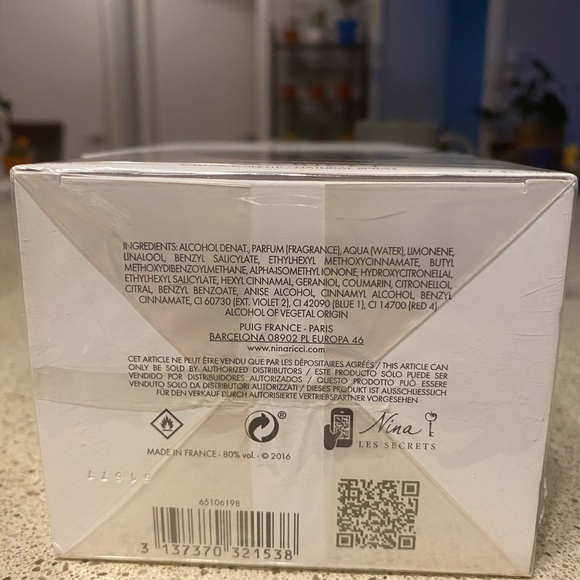 INGREDIENTS: ALCOHOL DENAT., PARFUM (FRAGRANCE), AQUA (WATER), LIMONENE,
LINALOOL, BENZYL SALICYLATE, ETHYLHEXYL METHOXYCINNAMATE, BUTYL
METHOXYDIBENZOYLMETHANE, ALPHA-ISOMETHYL IONONE, HYDROXYCITRONELLAL,
ETHYLHEXYL SALICYLATE, HEXYL CINNAMAL, GERANIOL, COUMARIN, CITRONELLOL,
CITRAL, BENZYL BENZOATE, ANISE ALCOHOL, CINNAMYL ALCOHOL, BENZYL
CINNAMATE, CI 60730 (EXT. VIOLET 2), CI 42090 (BLUE 1), CI 14700 (RED 4).
ALCOHOL OF VEGETAL ORIGIN
PUIG FRANCE - PARIS
BARCELONA 08902 PL EUROPA 46
www.ninaricci.com
CET ARTICLE NE PEUT ÊTRE VENDU QUE PAR LES DÉPOSITAIRES AGRÉÉS / THIS ARTICLE CAN
ONLY BE SOLD BY AUTHORIZED DISTRIBUTORS / ESTE PRODUCTO SÓLO PUEDE SER
VENDIDO POR DISTRIBUIDORES AUTORIZADOS / QUESTO PRODOTTO PUÒ ESSERE
VENDUTO SOLO DA DISTRIBUTORI AUTORIZZATI / DIESES PRODUKT IST AUSSCHLIESSLICH
FÜR DEN VERKAUF DURCH AUTORISIERTE VERTRIEBSPARTNER VORGESEHEN
Nina
LES SECRETS
MADE IN FRANCE - 80% vol. - © 2016
65106198
3 137370 321538